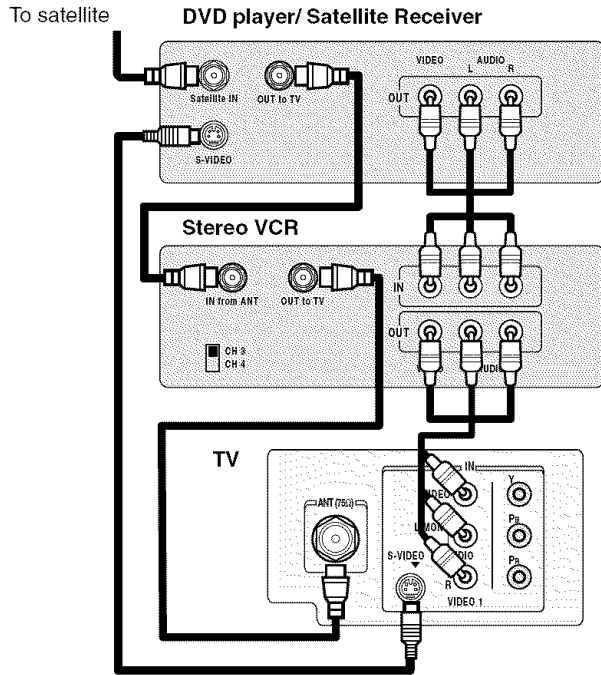 To satellite
DVD player/ Satellite Receiver
VIDEO
AUDIO
L
R
Satellite IN
OUT to TV
OUT
S-VIDEO
Stereo VCR
IN from ANT
OUT to TV
IN
OUT
CH 3
CH 4
TV
IN
ANT (75Ω)
Y
PB
S-VIDEO
R
PR
VIDEO 1